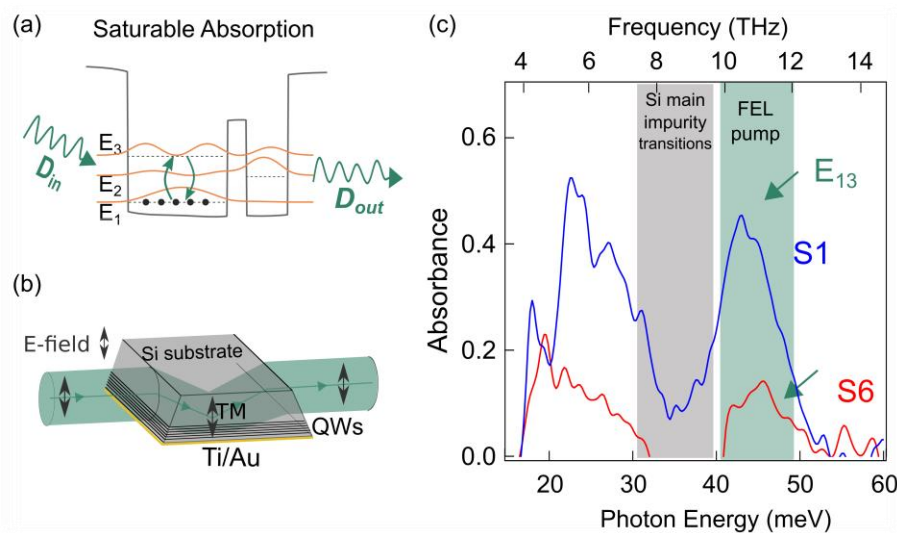 (a)
Saturable Absorption
E3
E2
E1
Din
Dout
(b)
E-field
Si substrate
TM
QWs
Ti/Au
(c)
Frequency (THz)
4 6 8 10 12 14
Absorbance
0.6
0.4
0.2
0.0
Si main
impurity
transitions
FEL
pump
E13
S1
S6
20 30 40 50 60
Photon Energy (meV)